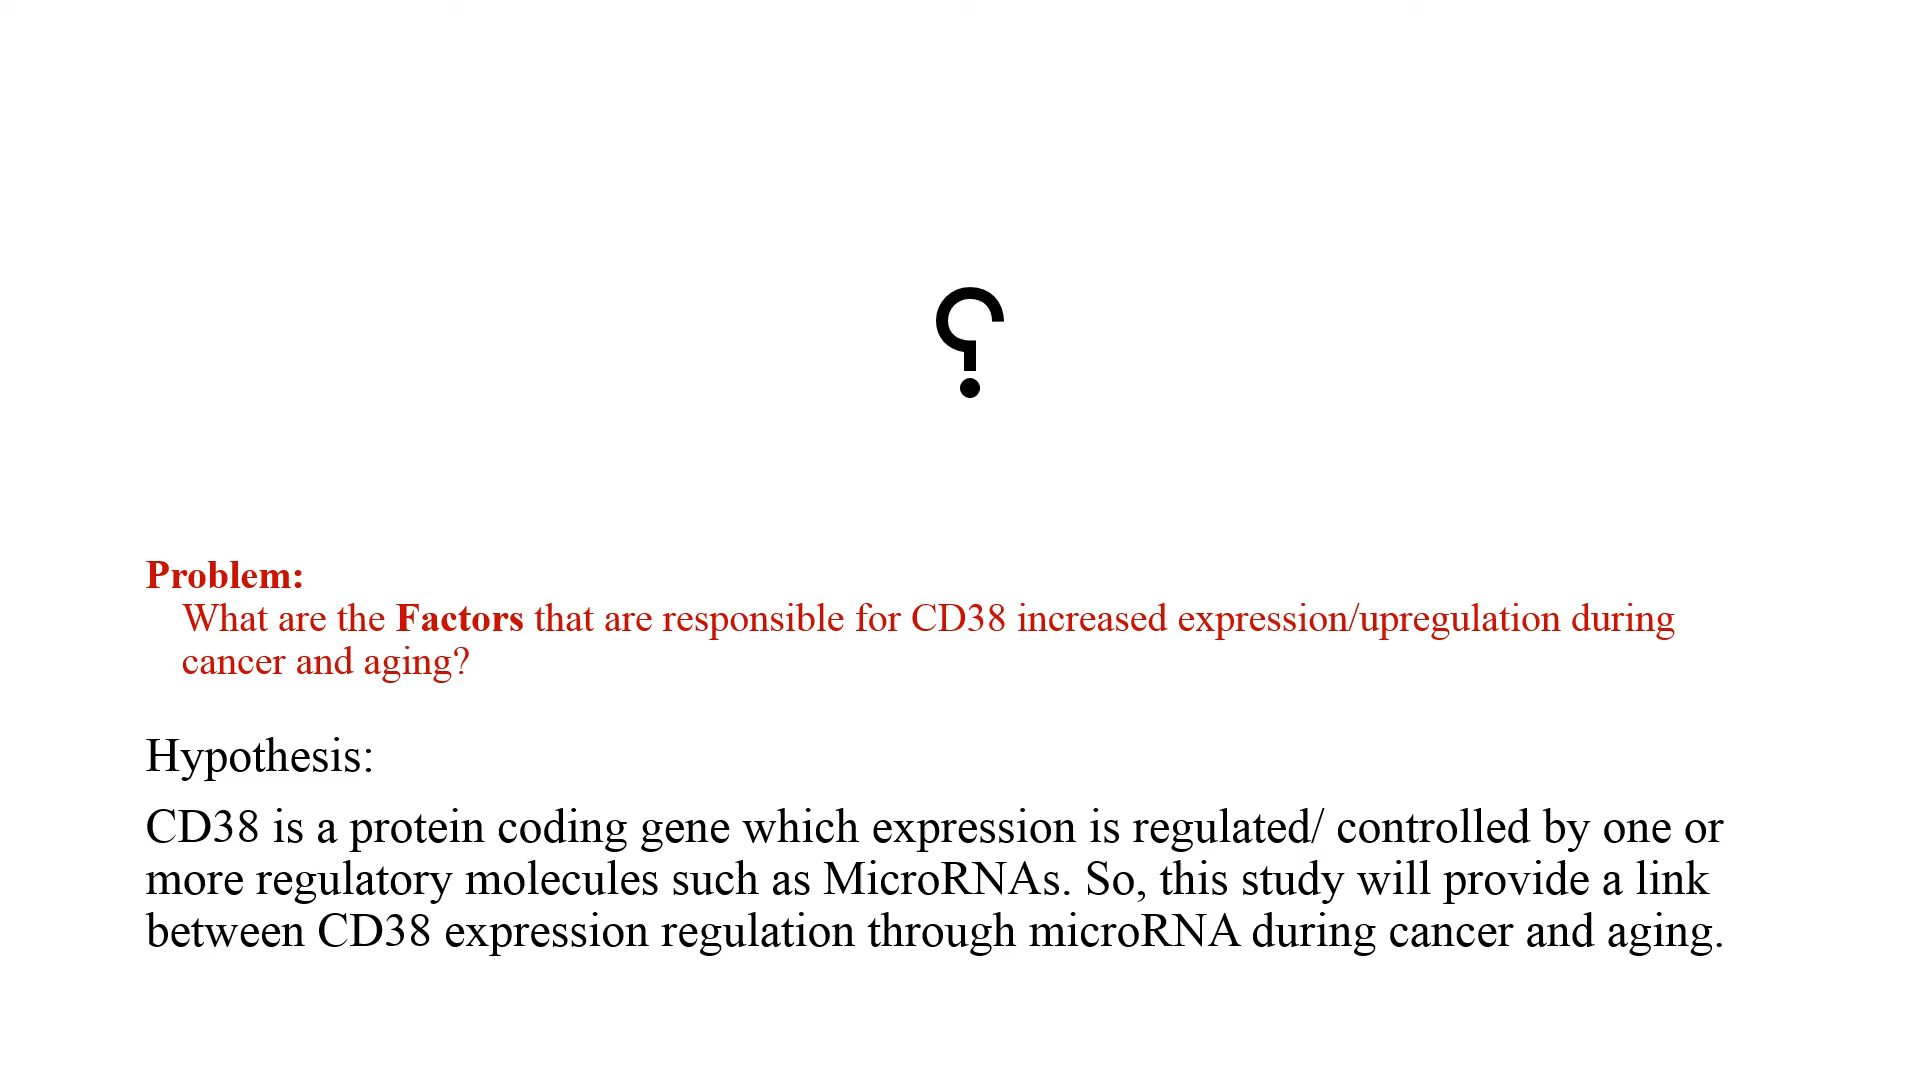 ؟
Problem:
What are the Factors that are responsible for CD38 increased expression/upregulation during
cancer and aging?
Hypothesis:
CD38 is a protein coding gene which expression is regulated/ controlled by one or
more regulatory molecules such as MicroRNAs. So, this study will provide a link
between CD38 expression regulation through microRNA during cancer and aging.